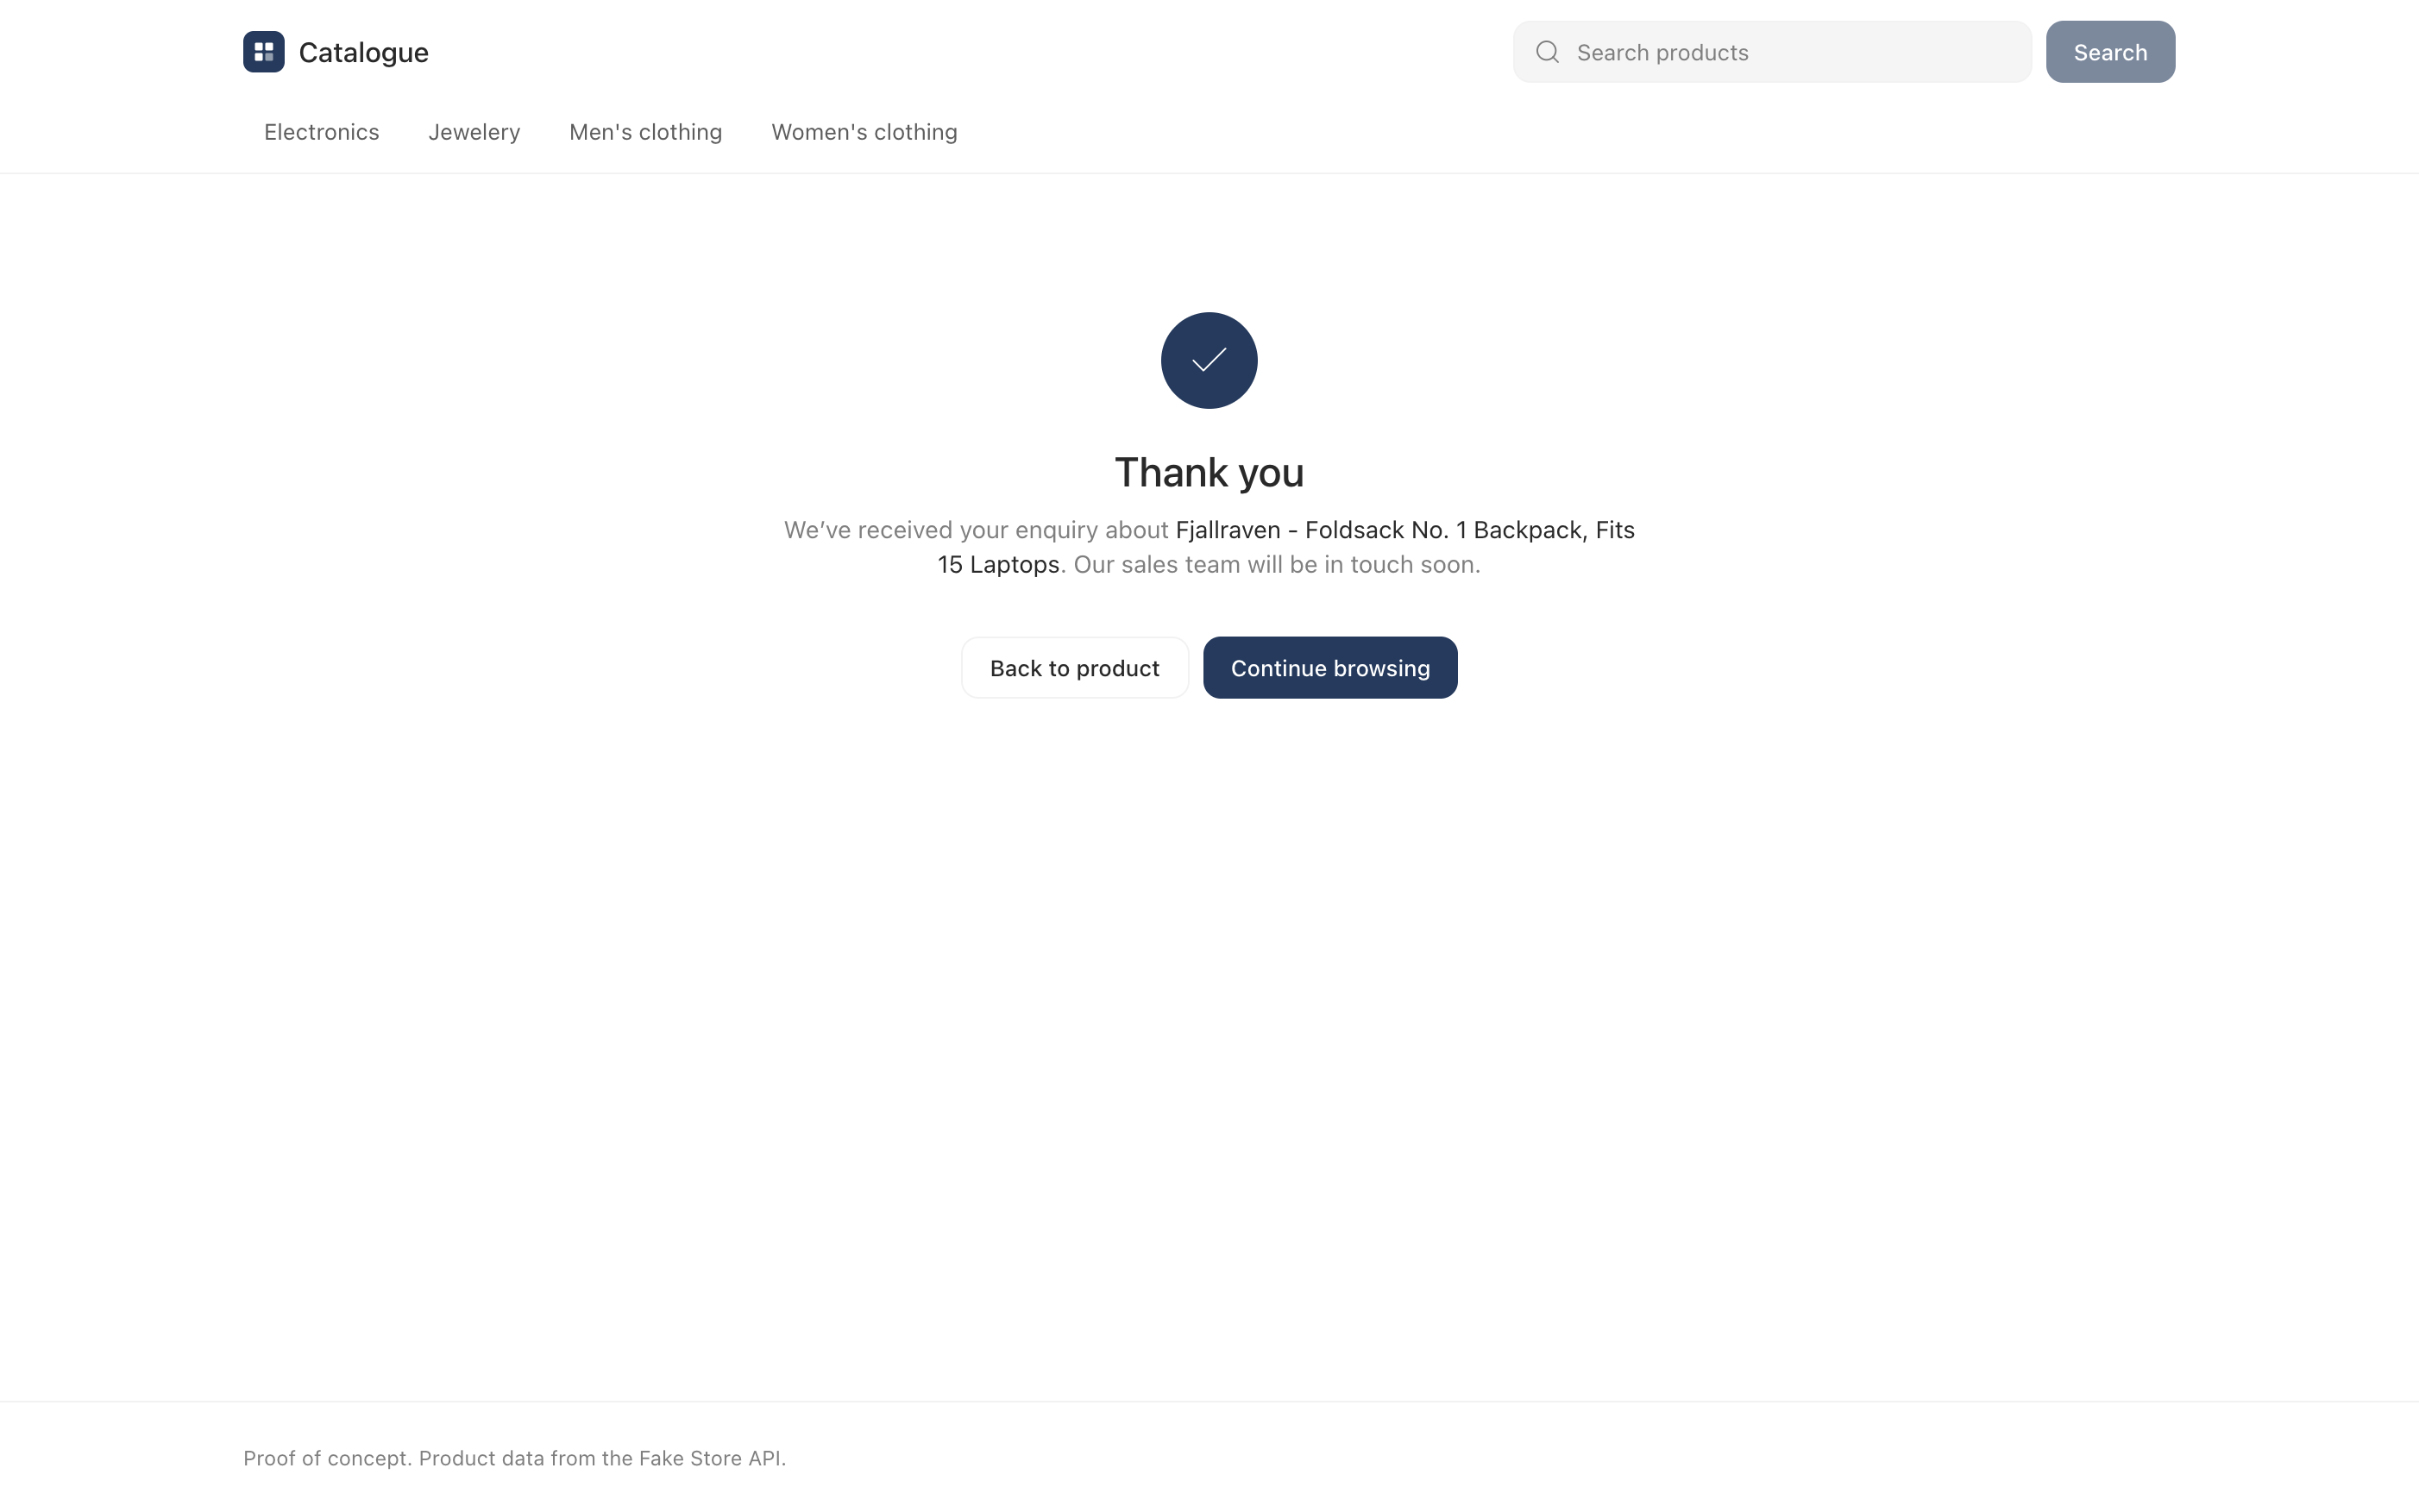 Catalogue
Search products
Search
Electronics
Jewelery
Men's clothing
Women's clothing
Thank you
We’ve received your enquiry about Fjallraven - Foldsack No. 1 Backpack, Fits
15 Laptops. Our sales team will be in touch soon.
Back to product
Continue browsing
Proof of concept. Product data from the Fake Store API.